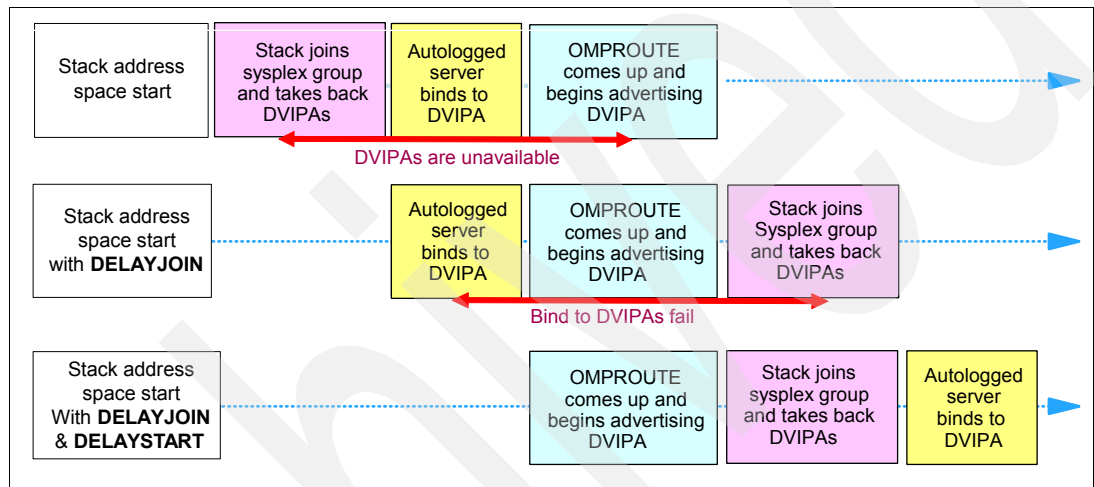 Stack address
space start
Stack joins
sysplex group
and takes back
DVIPAs
Autologged
server
binds to
DVIPA
OMPROUTE
comes up and
begins advertising
DVIPA
DVIPAs are unavailable
Stack address
space start
with DELAYJOIN
Autologged
server
binds to
DVIPA
OMPROUTE
comes up and
begins advertising
DVIPA
Stack joins
Sysplex group
and takes back
DVIPAs
Bind to DVIPAs fail
Stack address
space start
With DELAYJOIN
& DELAYSTART
OMPROUTE
comes up and
begins advertising
DVIPA
Stack joins
sysplex group
and takes back
DVIPAs
Autologged
server
binds to
DVIPA